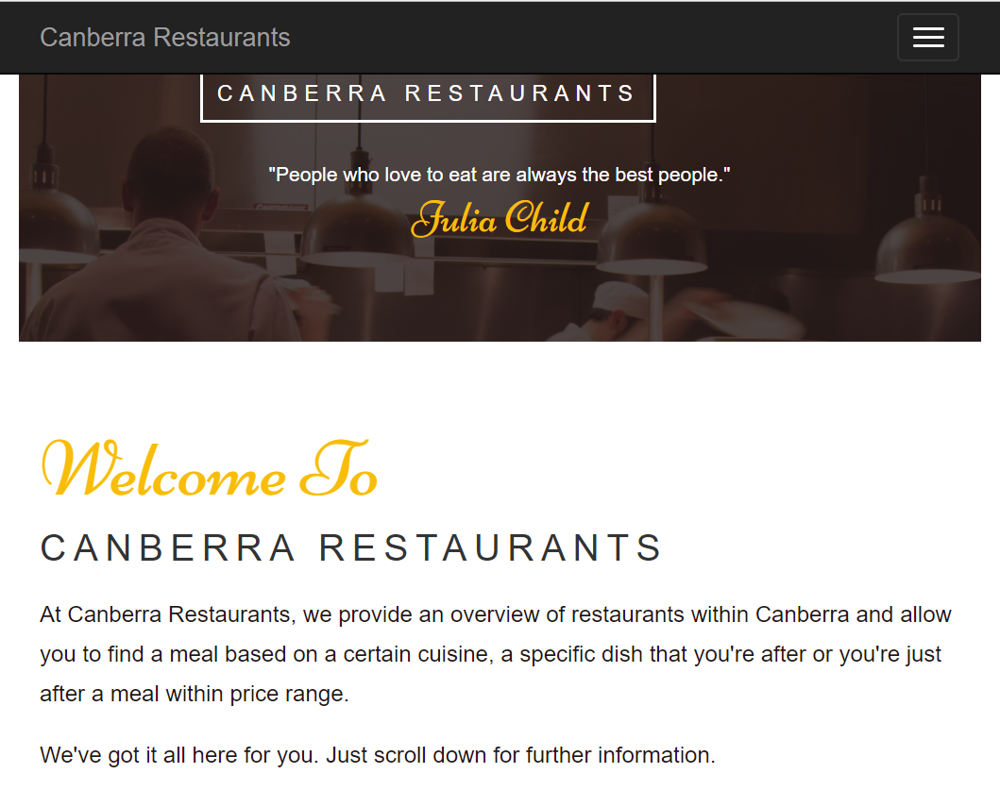 Canberra Restaurants
CANBERRA RESTAURANTS
"People who love to eat are always the best people."
Julia Child
Welcome To
CANBERRA RESTAURANTS
At Canberra Restaurants, we provide an overview of restaurants within Canberra and allow
you to find a meal based on a certain cuisine, a specific dish that you're after or you're just
after a meal within price range.
We've got it all here for you. Just scroll down for further information.